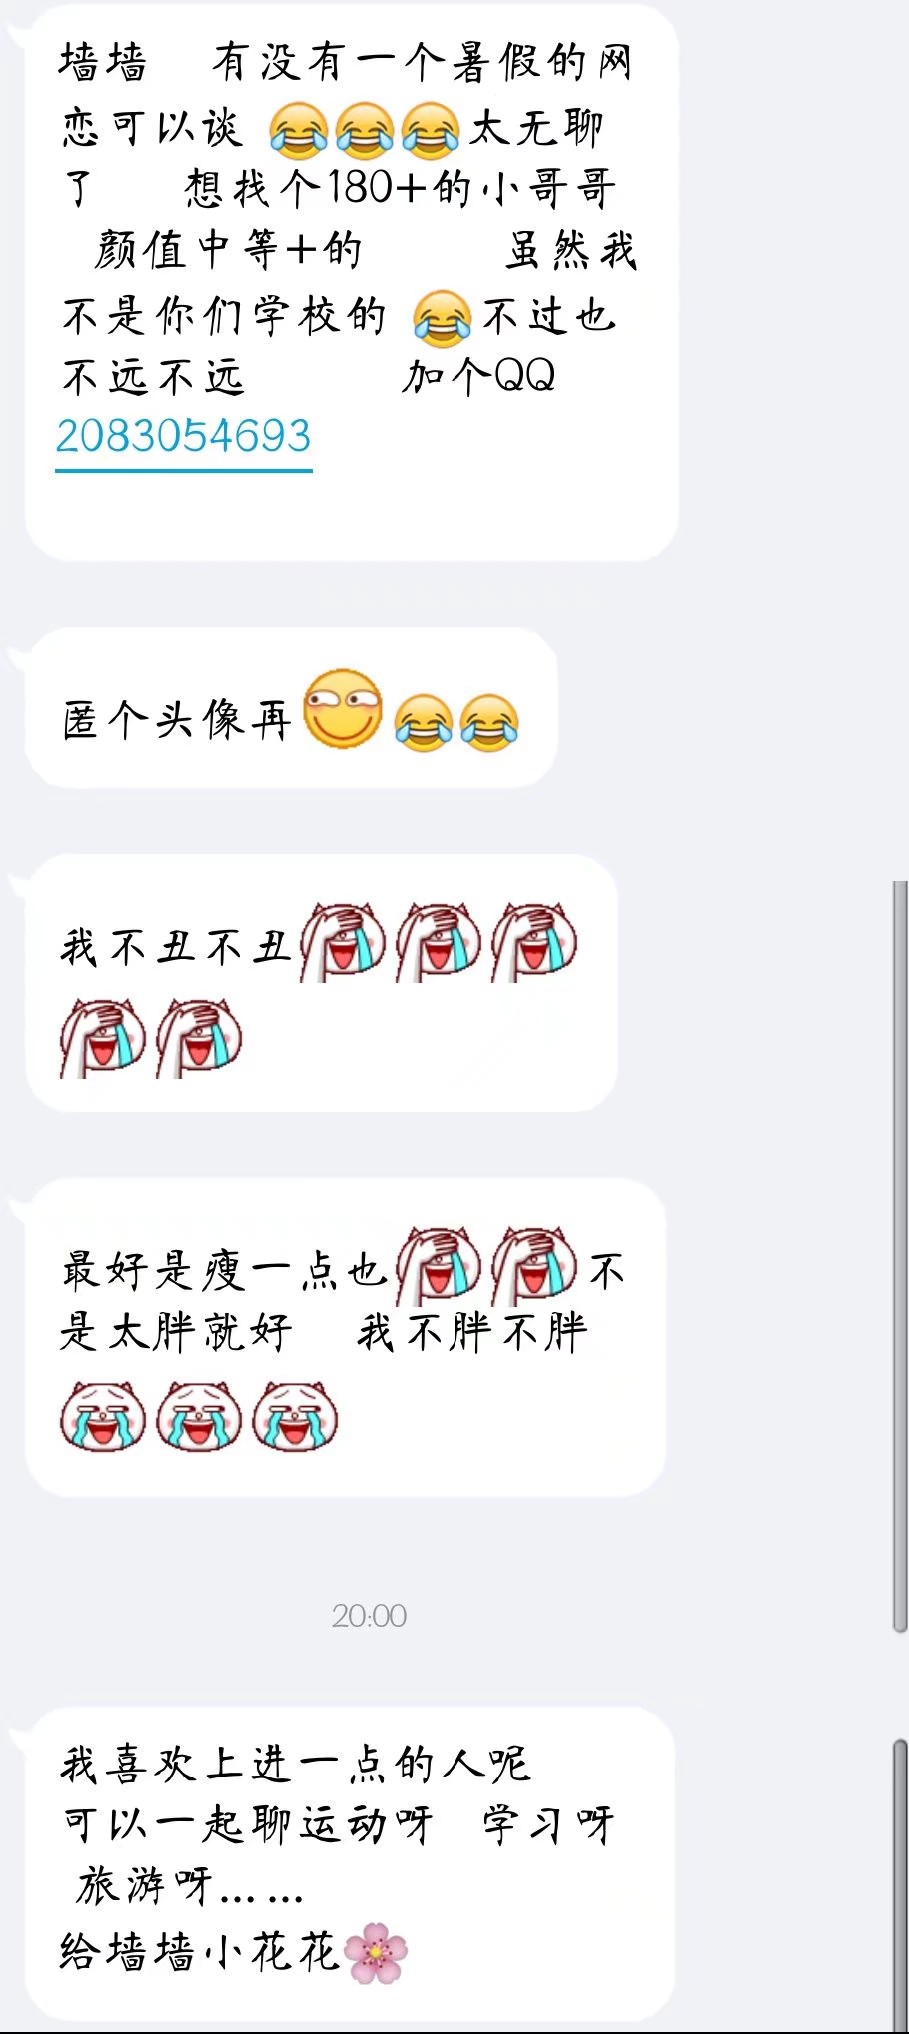 墙墙 有没有一个暑假的网
恋可以谈 😂😂😂太无聊
了 想找个180+的小哥哥
颜值中等+的 虽然我
不是你们学校的 😂不过也
不远不远 加个QQ
2083054693
匿个头像再😂😂
我不丑不丑
最好是瘦一点也不
是太胖就好 我不胖不胖
20:00
我喜欢上进一点的人呢
可以一起聊运动呀 学习呀
旅游呀... ...
给墙墙小花花🌸